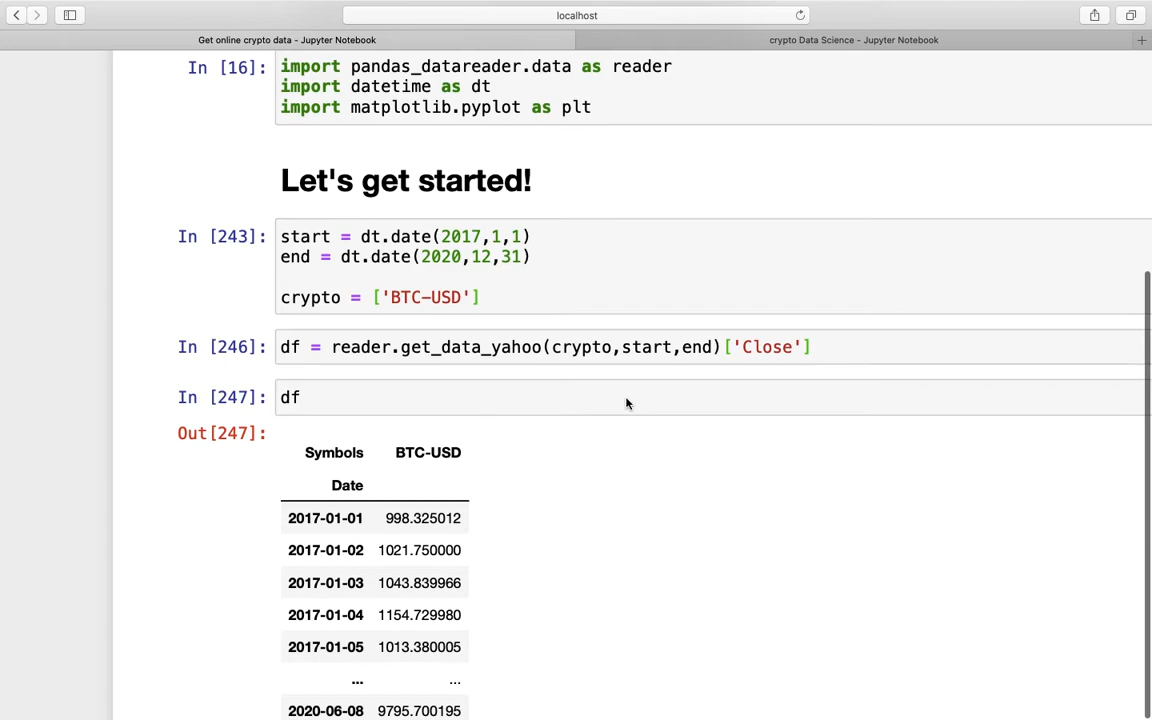 localhost
Get online crypto data - Jupyter Notebook
crypto Data Science - Jupyter Notebook
In [16]:
import pandas_datareader.data as reader
import datetime as dt
import matplotlib.pyplot as plt
Let's get started!
In [243]:
start = dt.date(2017,1,1)
end = dt.date(2020,12,31)
crypto = ['BTC-USD']
In [246]:
df = reader.get_data_yahoo(crypto,start,end)['Close']
In [247]:
df
Out[247]:
Symbols BTC-USD
Date
2017-01-01 998.325012
2017-01-02 1021.750000
2017-01-03 1043.839966
2017-01-04 1154.729980
2017-01-05 1013.380005
... ...
2020-06-08 9795.700195